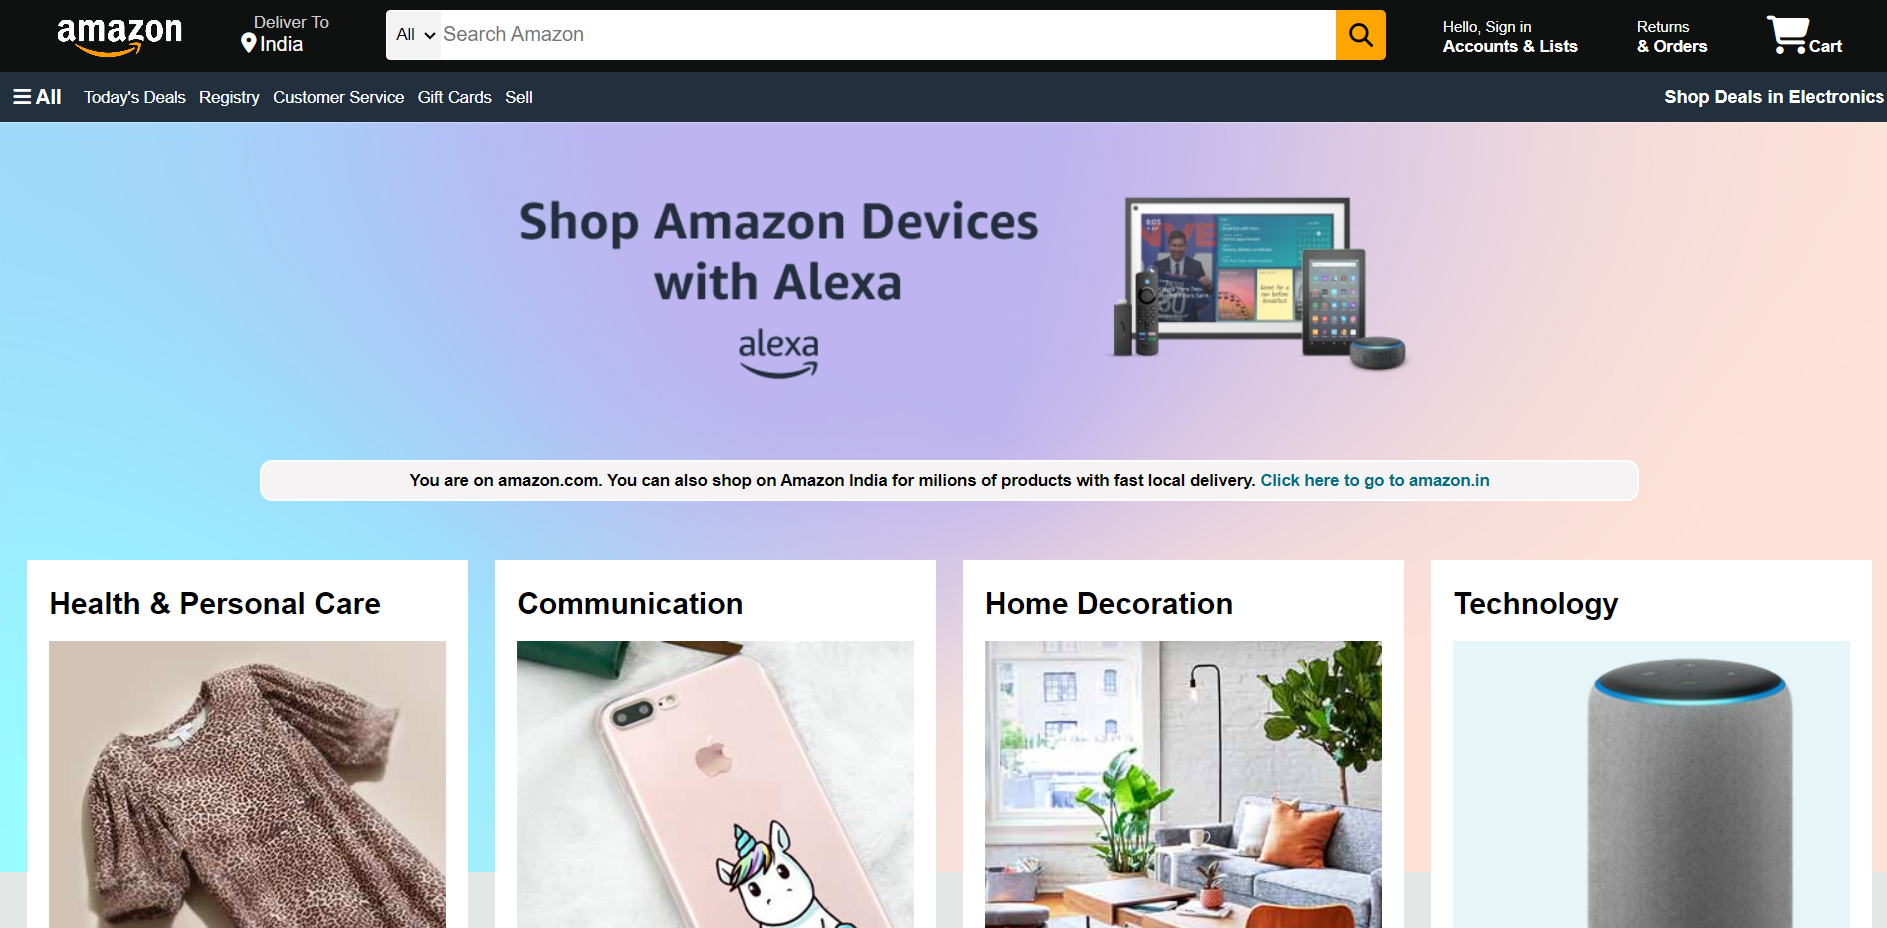 amazon
Deliver To
India
All
Search Amazon
Hello, Sign in
Accounts & Lists
Returns
& Orders
Cart
All
Today's Deals
Registry
Customer Service
Gift Cards
Sell
Shop Deals in Electronics
Shop Amazon Devices
with Alexa
alexa
8:05
You are on amazon.com. You can also shop on Amazon India for milions of products with fast local delivery. Click here to go to amazon.in
Health & Personal Care
Communication
Home Decoration
Technology